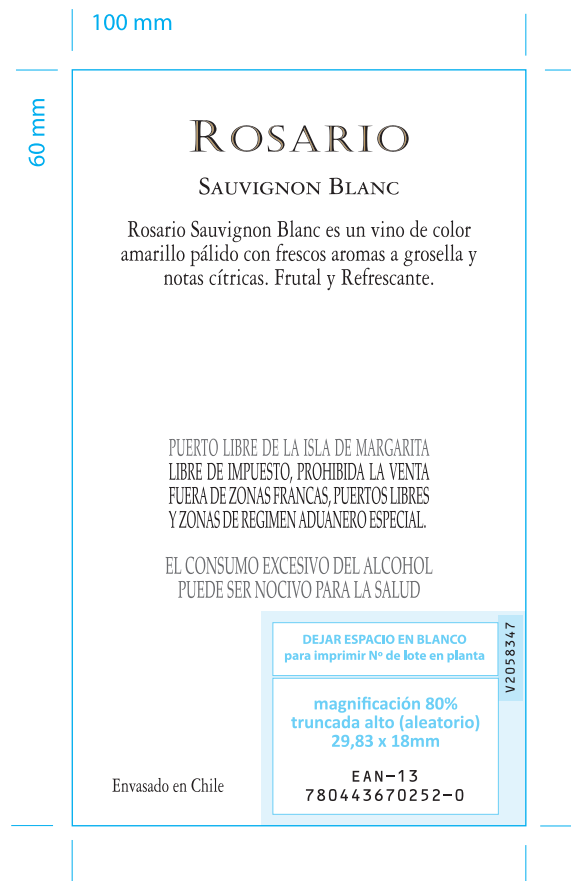 100 mm
60 mm
ROSARIO
SAUVIGNON BLANC
Rosario Sauvignon Blanc es un vino de color
amarillo pálido con frescos aromas a grosella y
notas cítricas. Frutal y Refrescante.
PUERTO LIBRE DE LA ISLA DE MARGARITA
LIBRE DE IMPUESTO, PROHIBIDA LA VENTA
FUERA DE ZONAS FRANCAS, PUERTOS LIBRES
Y ZONAS DE REGIMEN ADUANERO ESPECIAL.
EL CONSUMO EXCESIVO DEL ALCOHOL
PUEDE SER NOCIVO PARA LA SALUD
DEJAR ESPACIO EN BLANCO
para imprimir Nº de lote en planta
V2058347
magnificación 80%
truncada alto (aleatorio)
29,83 x 18mm
EAN-13
780443670252-0
Envasado en Chile